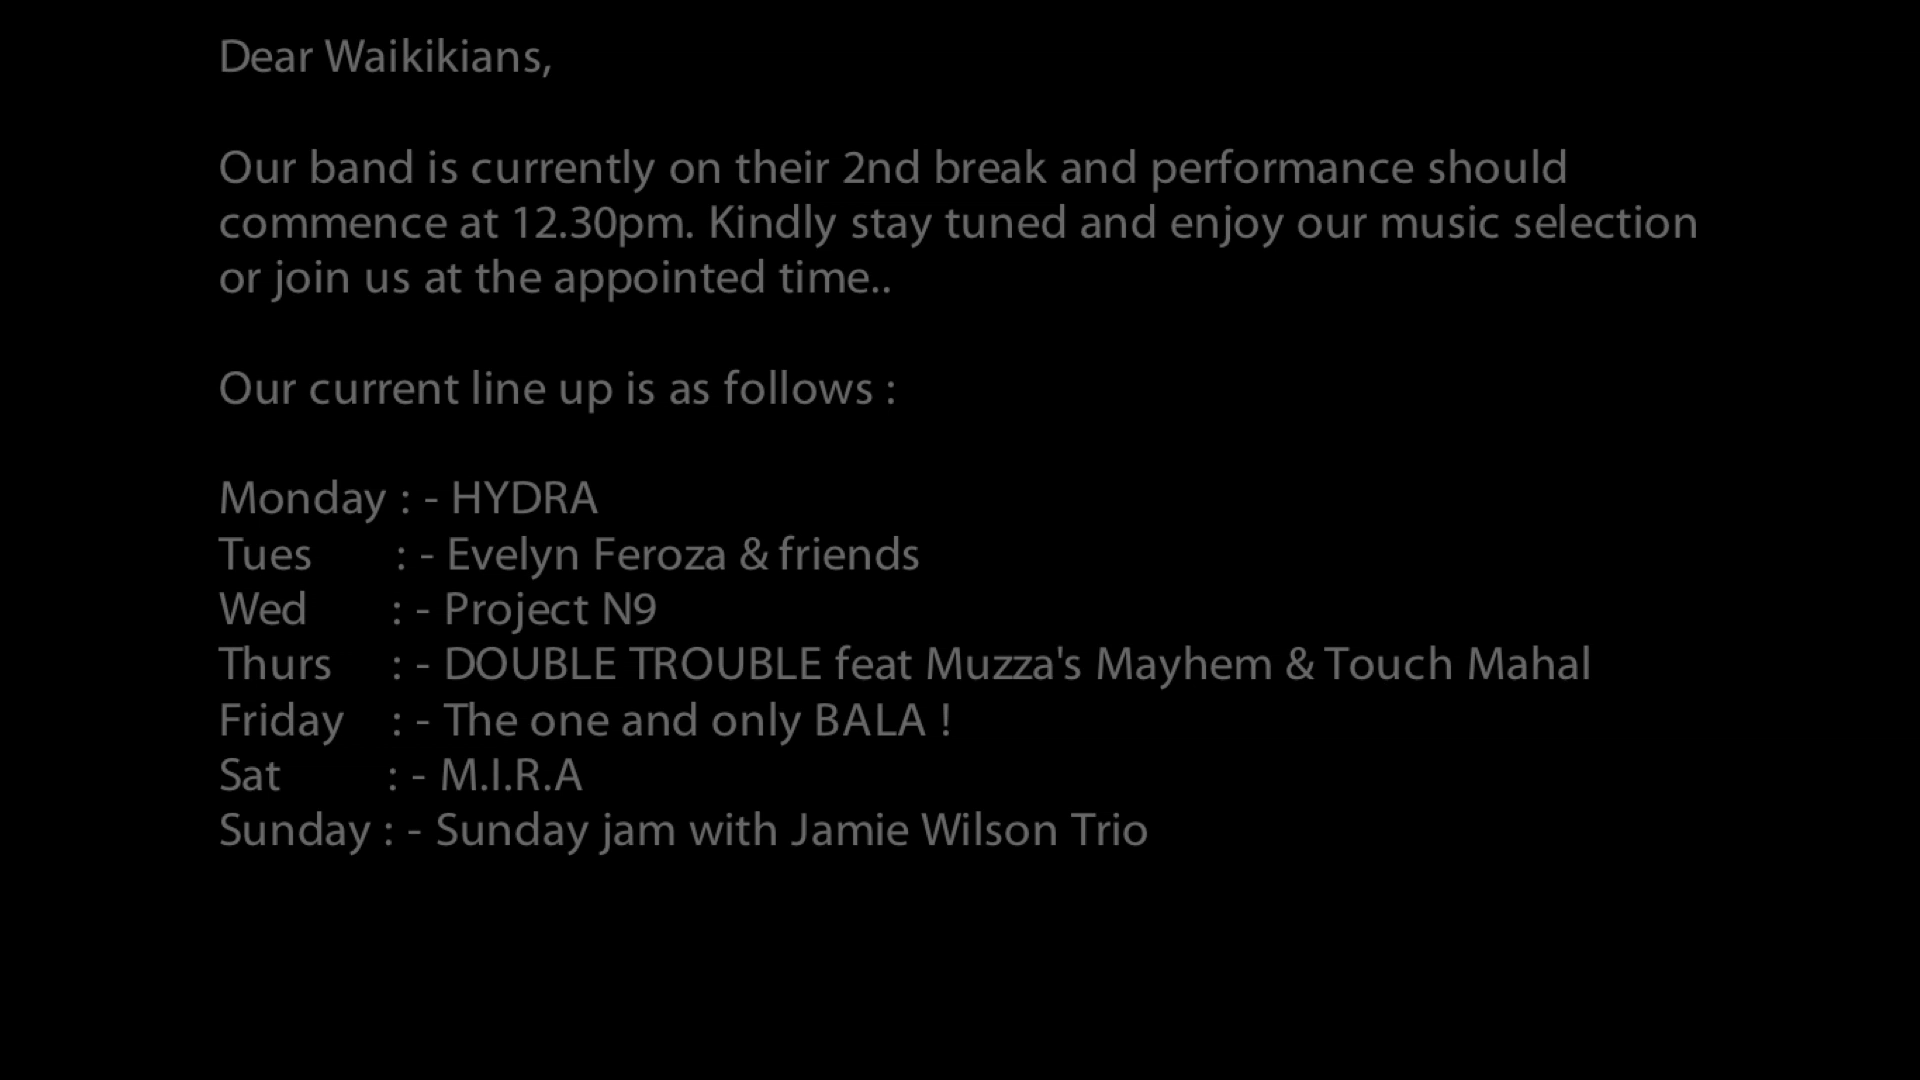 Dear Waikikians,
Our band is currently on their 2nd break and performance should
commence at 12.30pm. Kindly stay tuned and enjoy our music selection
or join us at the appointed time..
Our current line up is as follows :
Monday : - HYDRA
Tues : - Evelyn Feroza & friends
Wed : - Project N9
Thurs : - DOUBLE TROUBLE feat Muzza's Mayhem & Touch Mahal
Friday : - The one and only BALA !
Sat : - M.I.R.A
Sunday : - Sunday jam with Jamie Wilson Trio